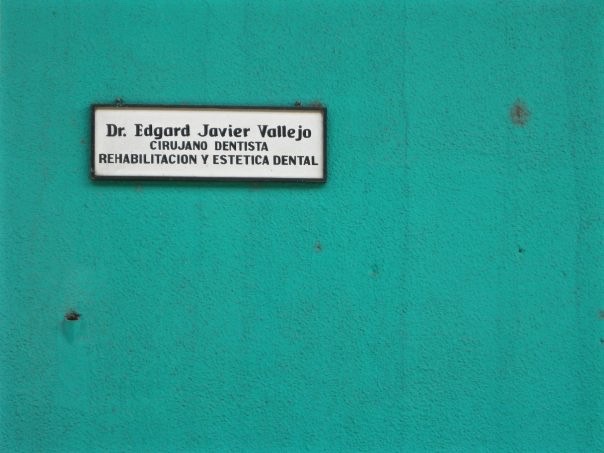 Dr. Edgard Javier Vallejo
CIRUJANO DENTISTA
REHABILITACION Y ESTETICA DENTAL